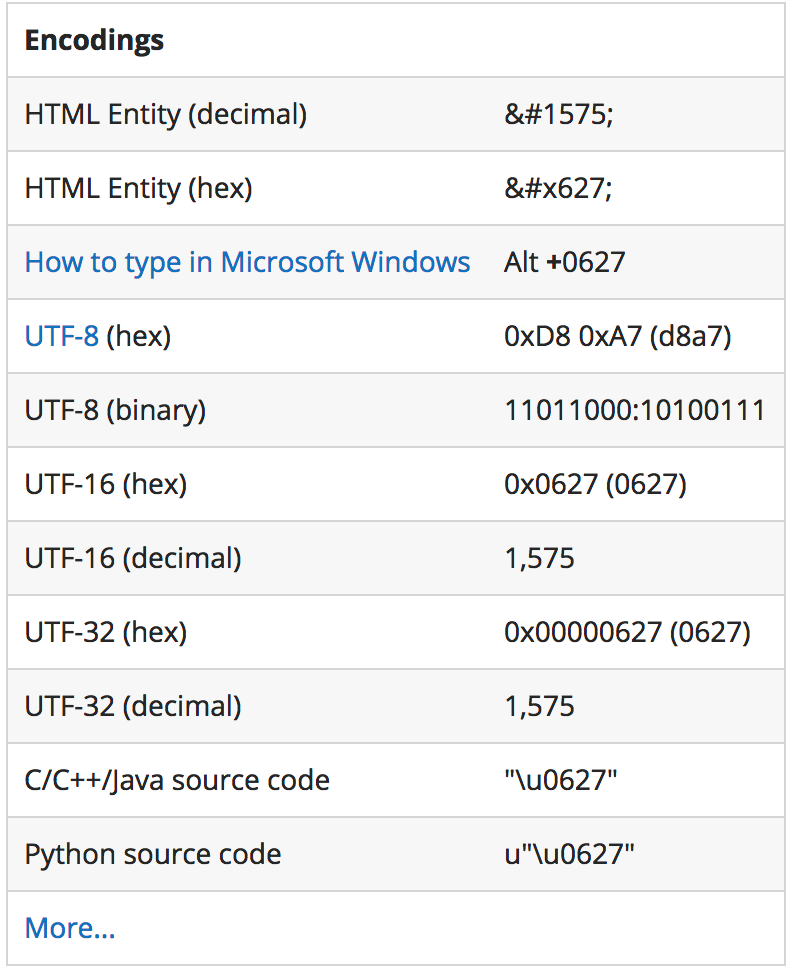 Encodings
HTML Entity (decimal) &#1575;
HTML Entity (hex) &#x627;
How to type in Microsoft Windows Alt +0627
UTF-8 (hex) 0xD8 0xA7 (d8a7)
UTF-8 (binary) 11011000:10100111
UTF-16 (hex) 0x0627 (0627)
UTF-16 (decimal) 1,575
UTF-32 (hex) 0x00000627 (0627)
UTF-32 (decimal) 1,575
C/C++/Java source code "\u0627"
Python source code u"\u0627"
More...